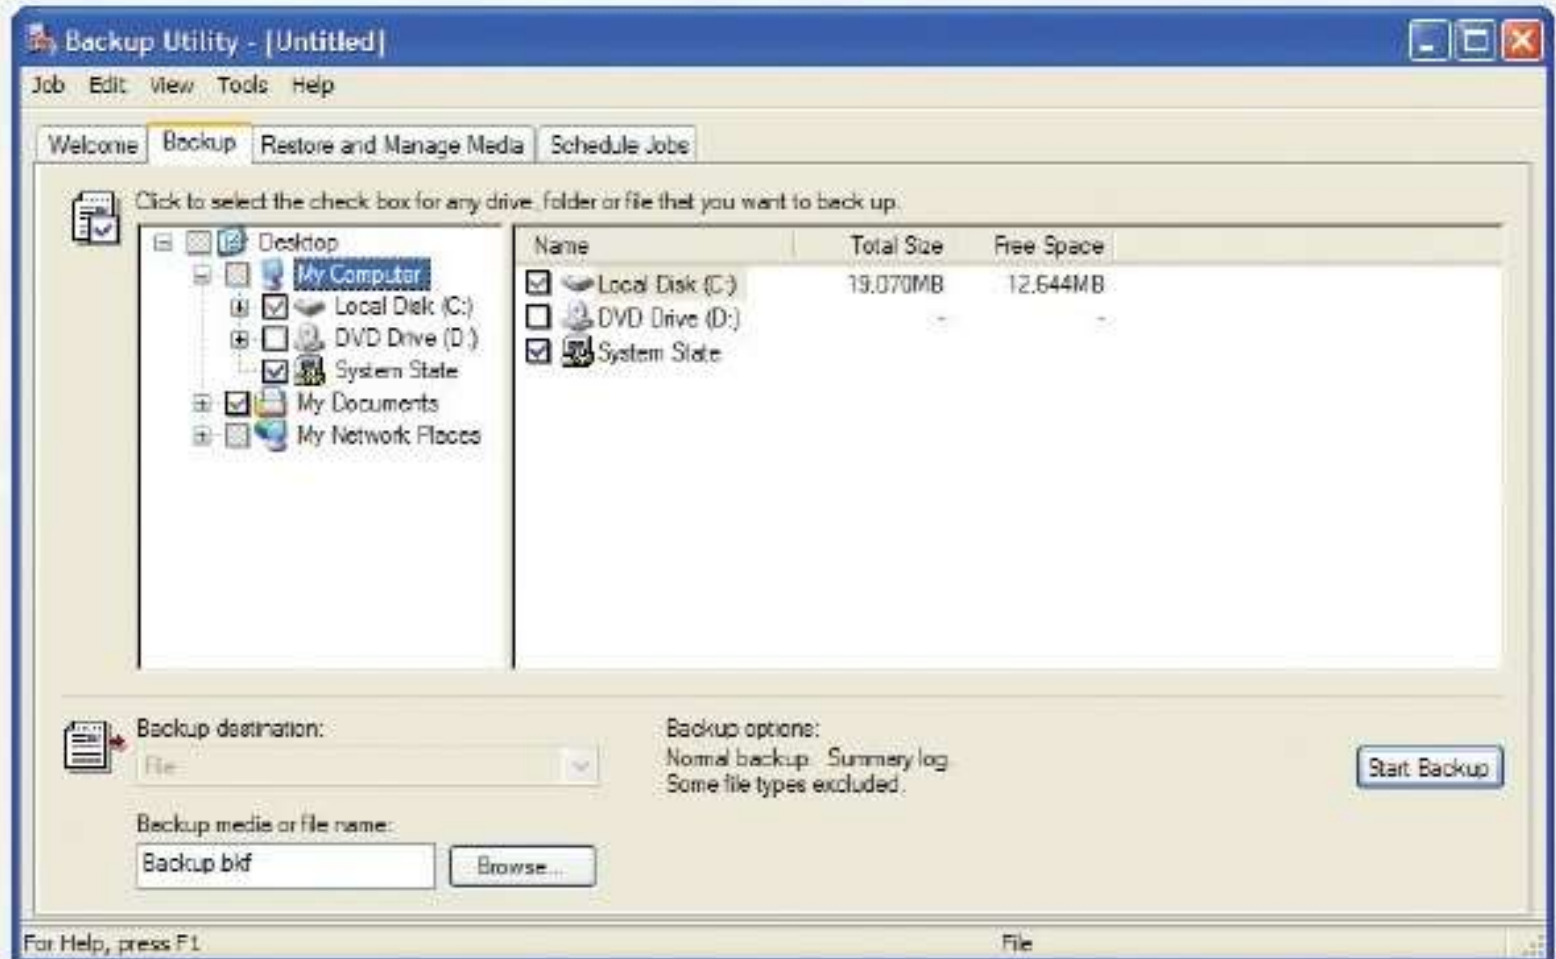 Backup Utility - [Untitled]
Job Edit View Tools Help
Welcome Backup Restore and Manage Media Schedule Jobs
Click to select the check box for any drive, folder or file that you want to back up.
Desktop
My Computer
Local Disk (C:)
DVD Drive (D:)
System State
My Documents
My Network Places
Name Total Size Free Space
Local Disk (C:) 19,070MB 12,644MB
DVD Drive (D:) - -
System State
Backup destination:
File
Backup media or file name:
Backup.bkf Browse...
Backup options:
Normal backup. Summary log.
Some file types excluded.
Start Backup
For Help, press F1 File